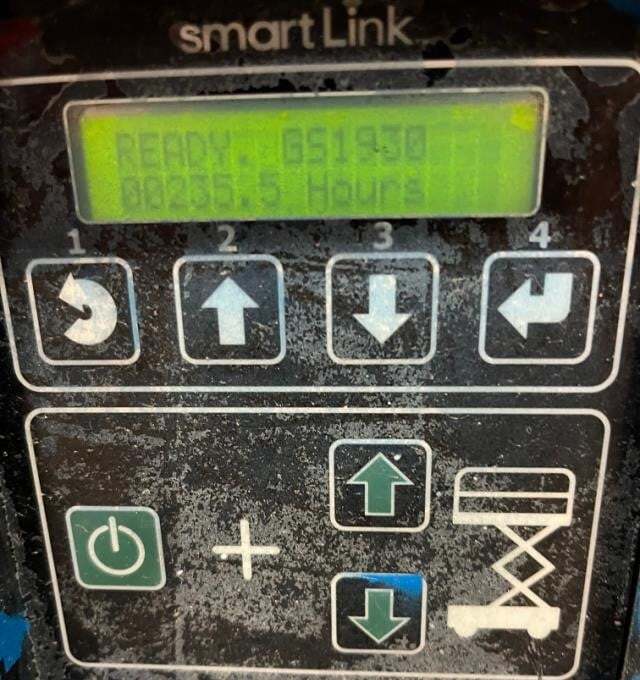 smartLink
READY. GS1930
00235.5 Hours
1 2 3 4